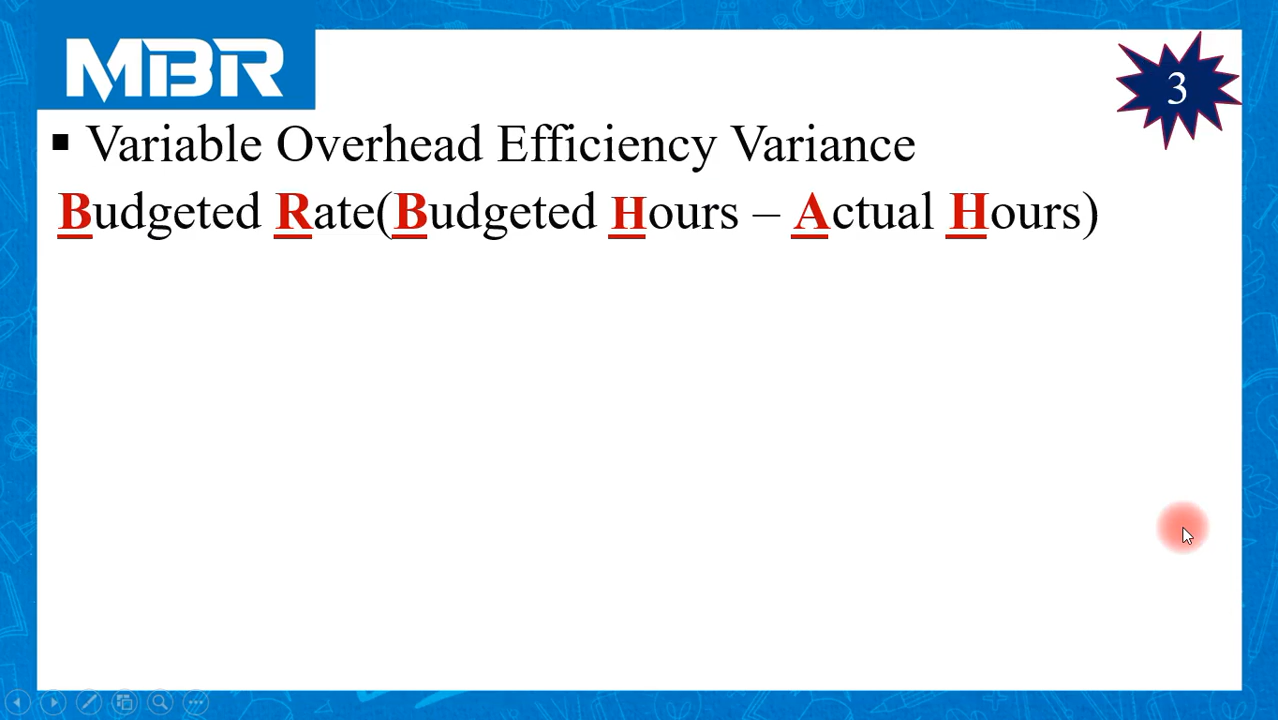 MBR
3
▪ Variable Overhead Efficiency Variance
Budgeted Rate(Budgeted Hours – Actual Hours)